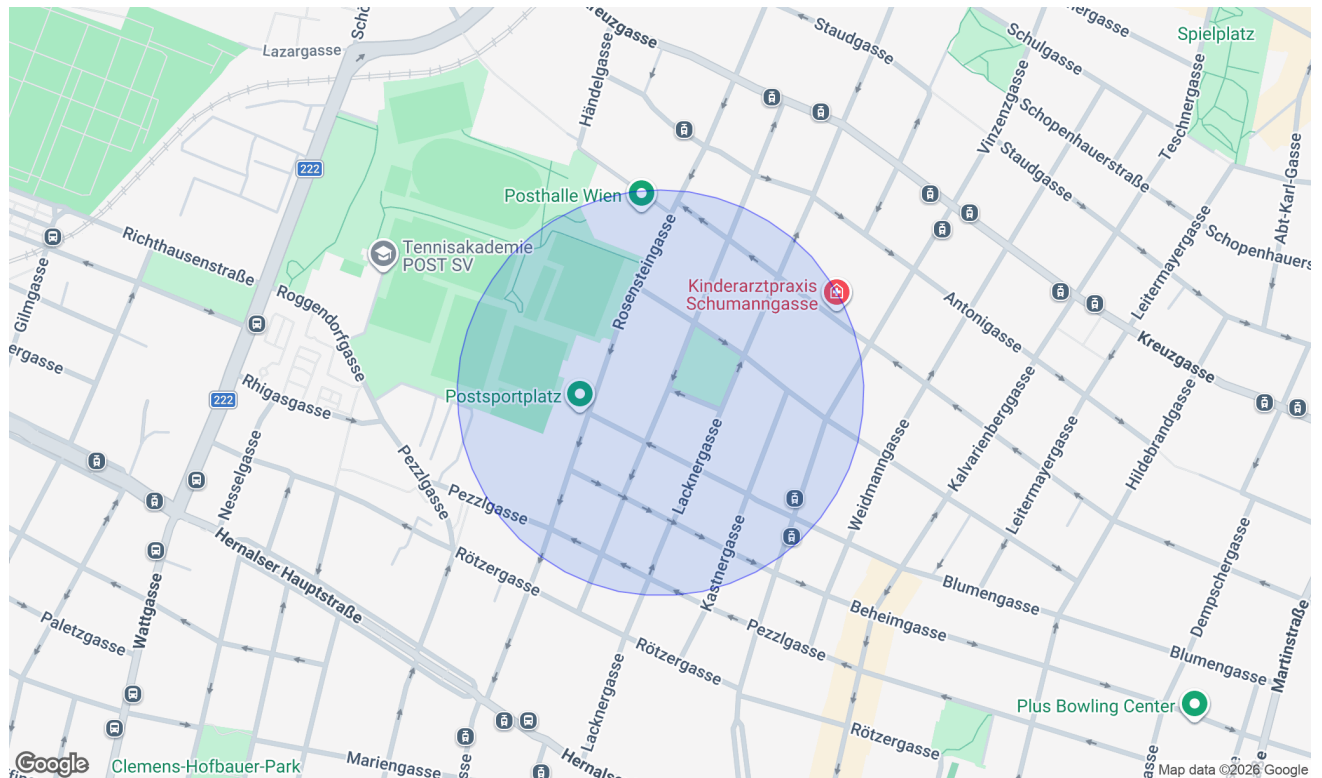 Lazargasse
Schö
Kreuzgasse
Staudgasse
Schulgasse
Spielplatz
Händelgasse
Teschnergasse
Vinzenzgasse
Schopenhauerstraße
Staudgasse
Abt-Karl-Gasse
222
Posthalle Wien
Richthausenstraße
Tennisakademie
POST SV
Rosensteingasse
Schopenhauers
Leitermayergasse
Gilmgasse
Roggendorfgasse
Kinderarztpraxis
Schumanngasse
Antonigasse
Kreuzgasse
ergasse
222
Rhigasgasse
Postsportplatz
Kalvarienberggasse
Hildebrandgasse
Nesselgasse
Pezzlgasse
Lacknergasse
Weidmanngasse
Leitermayergasse
Pezzlgasse
Hernalser Hauptstraße
Rötzergasse
Kastnergasse
Blumengasse
Dempschergasse
Wattgasse
Beheimgasse
Martinstraße
Paletzgasse
Pezzlgasse
Rötzergasse
Blumengasse
Lacknergasse
Plus Bowling Center
Rötzergasse
Hernals
Mariengasse
Clemens-Hofbauer-Park
Google
Map data ©2026 Google